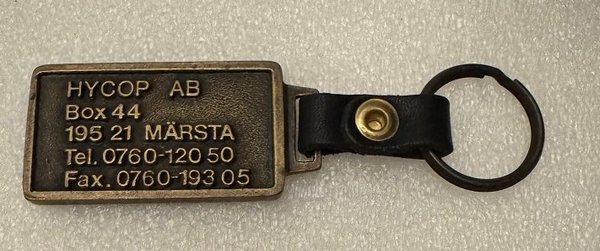 HYCOP AB
Box 44
195 21 MÄRSTA
Tel. 0760-120 50
Fax. 0760-193 05